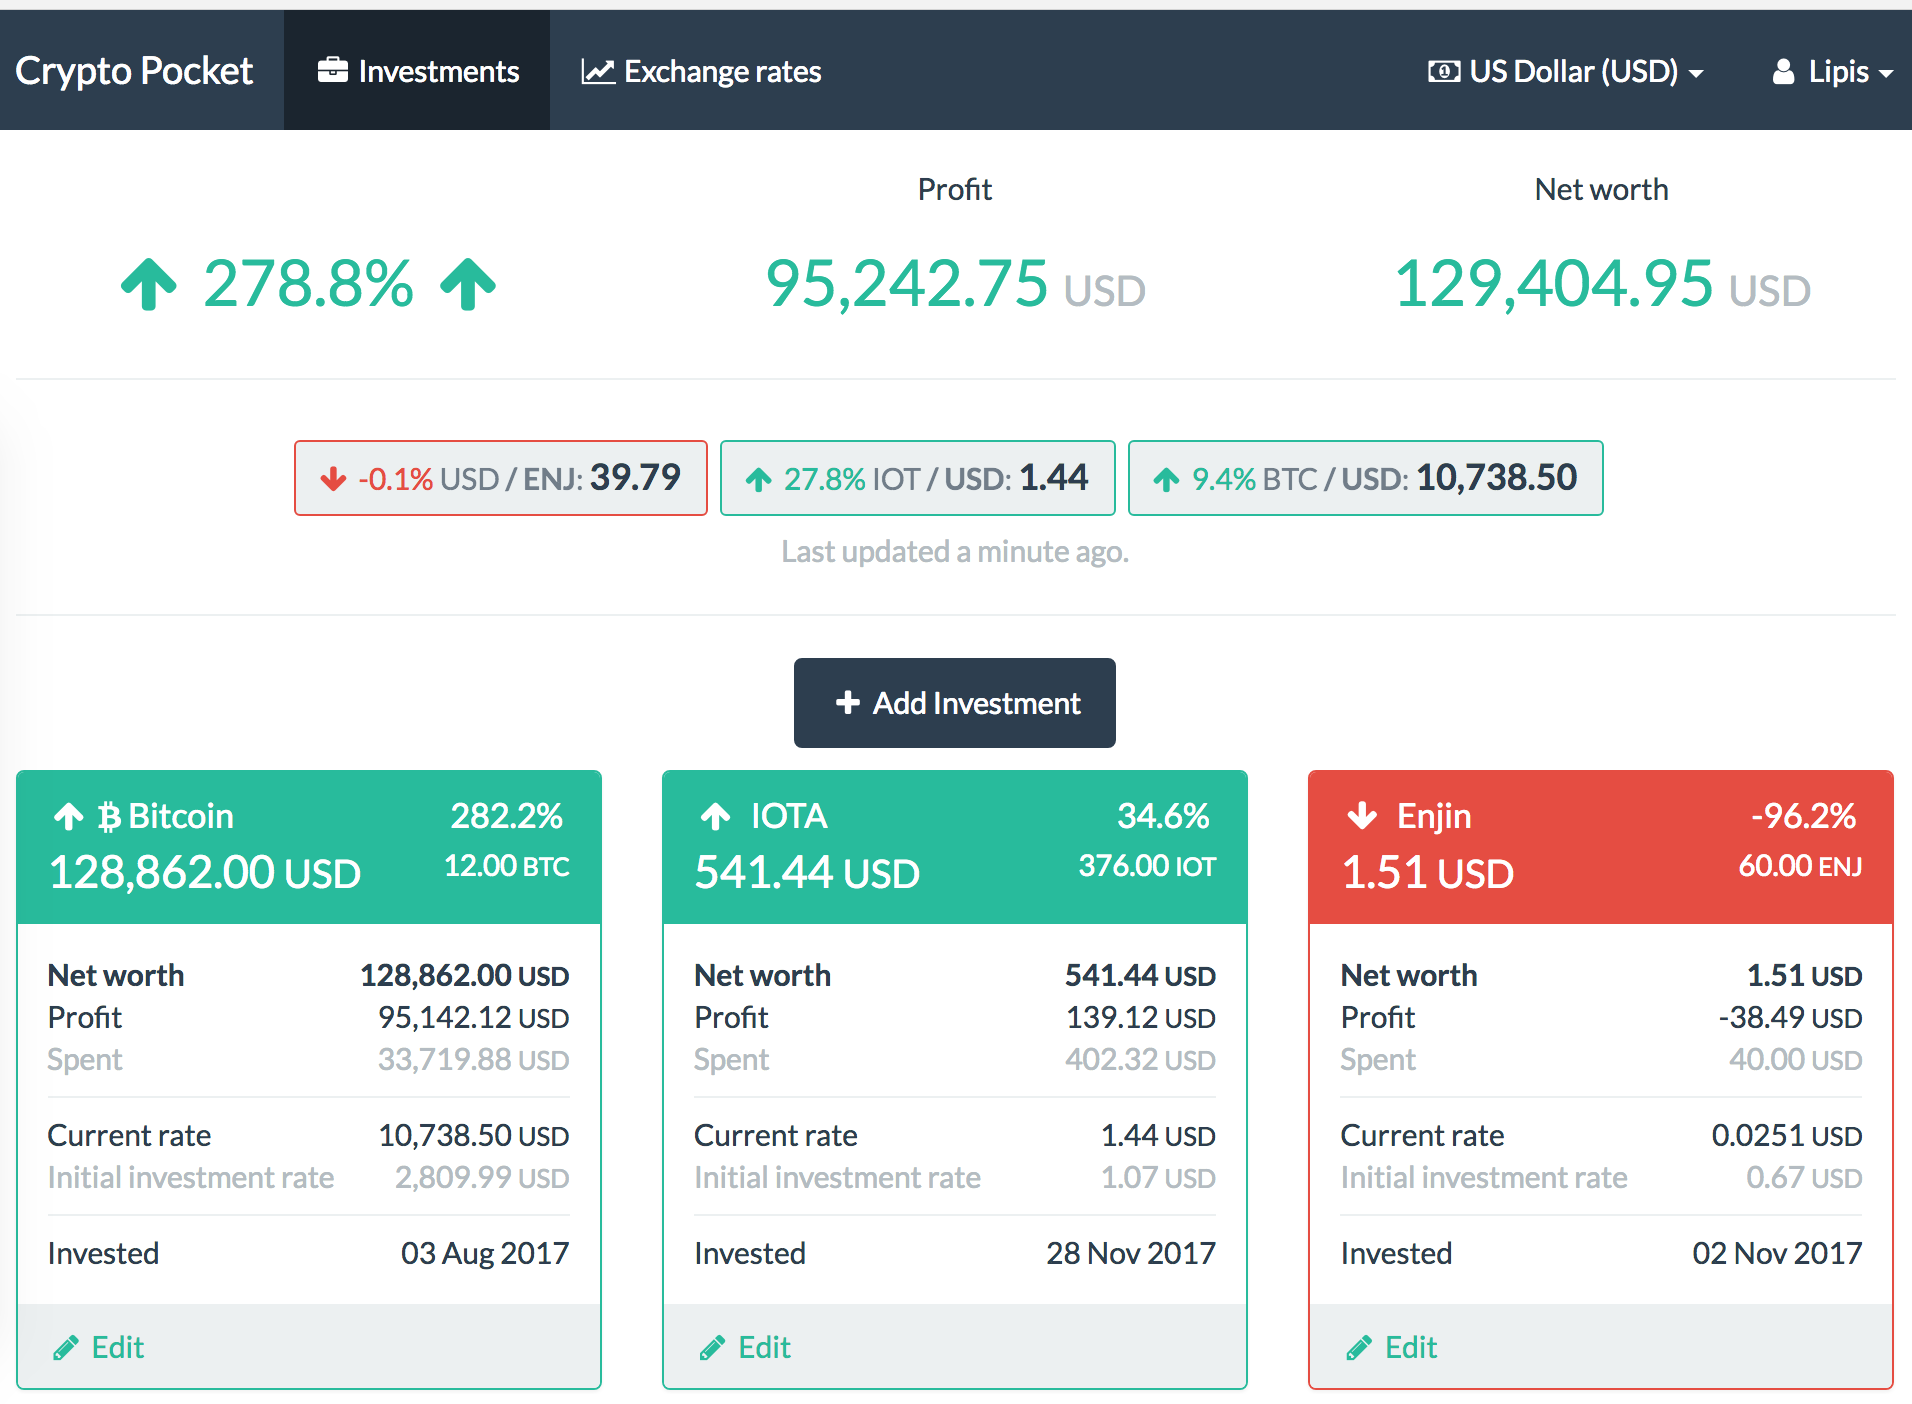 Crypto Pocket Investments Exchange rates US Dollar (USD) Lipis
Profit Net worth
278.8% 95,242.75 USD 129,404.95 USD
-0.1% USD / ENJ: 39.79 27.8% IOT / USD: 1.44 9.4% BTC / USD: 10,738.50
Last updated a minute ago.
Add Investment
Bitcoin 282.2%
128,862.00 USD 12.00 BTC
Net worth 128,862.00 USD
Profit 95,142.12 USD
Spent 33,719.88 USD
Current rate 10,738.50 USD
Initial investment rate 2,809.99 USD
Invested 03 Aug 2017
Edit
IOTA 34.6%
541.44 USD 376.00 IOT
Net worth 541.44 USD
Profit 139.12 USD
Spent 402.32 USD
Current rate 1.44 USD
Initial investment rate 1.07 USD
Invested 28 Nov 2017
Edit
Enjin -96.2%
1.51 USD 60.00 ENJ
Net worth 1.51 USD
Profit -38.49 USD
Spent 40.00 USD
Current rate 0.0251 USD
Initial investment rate 0.67 USD
Invested 02 Nov 2017
Edit